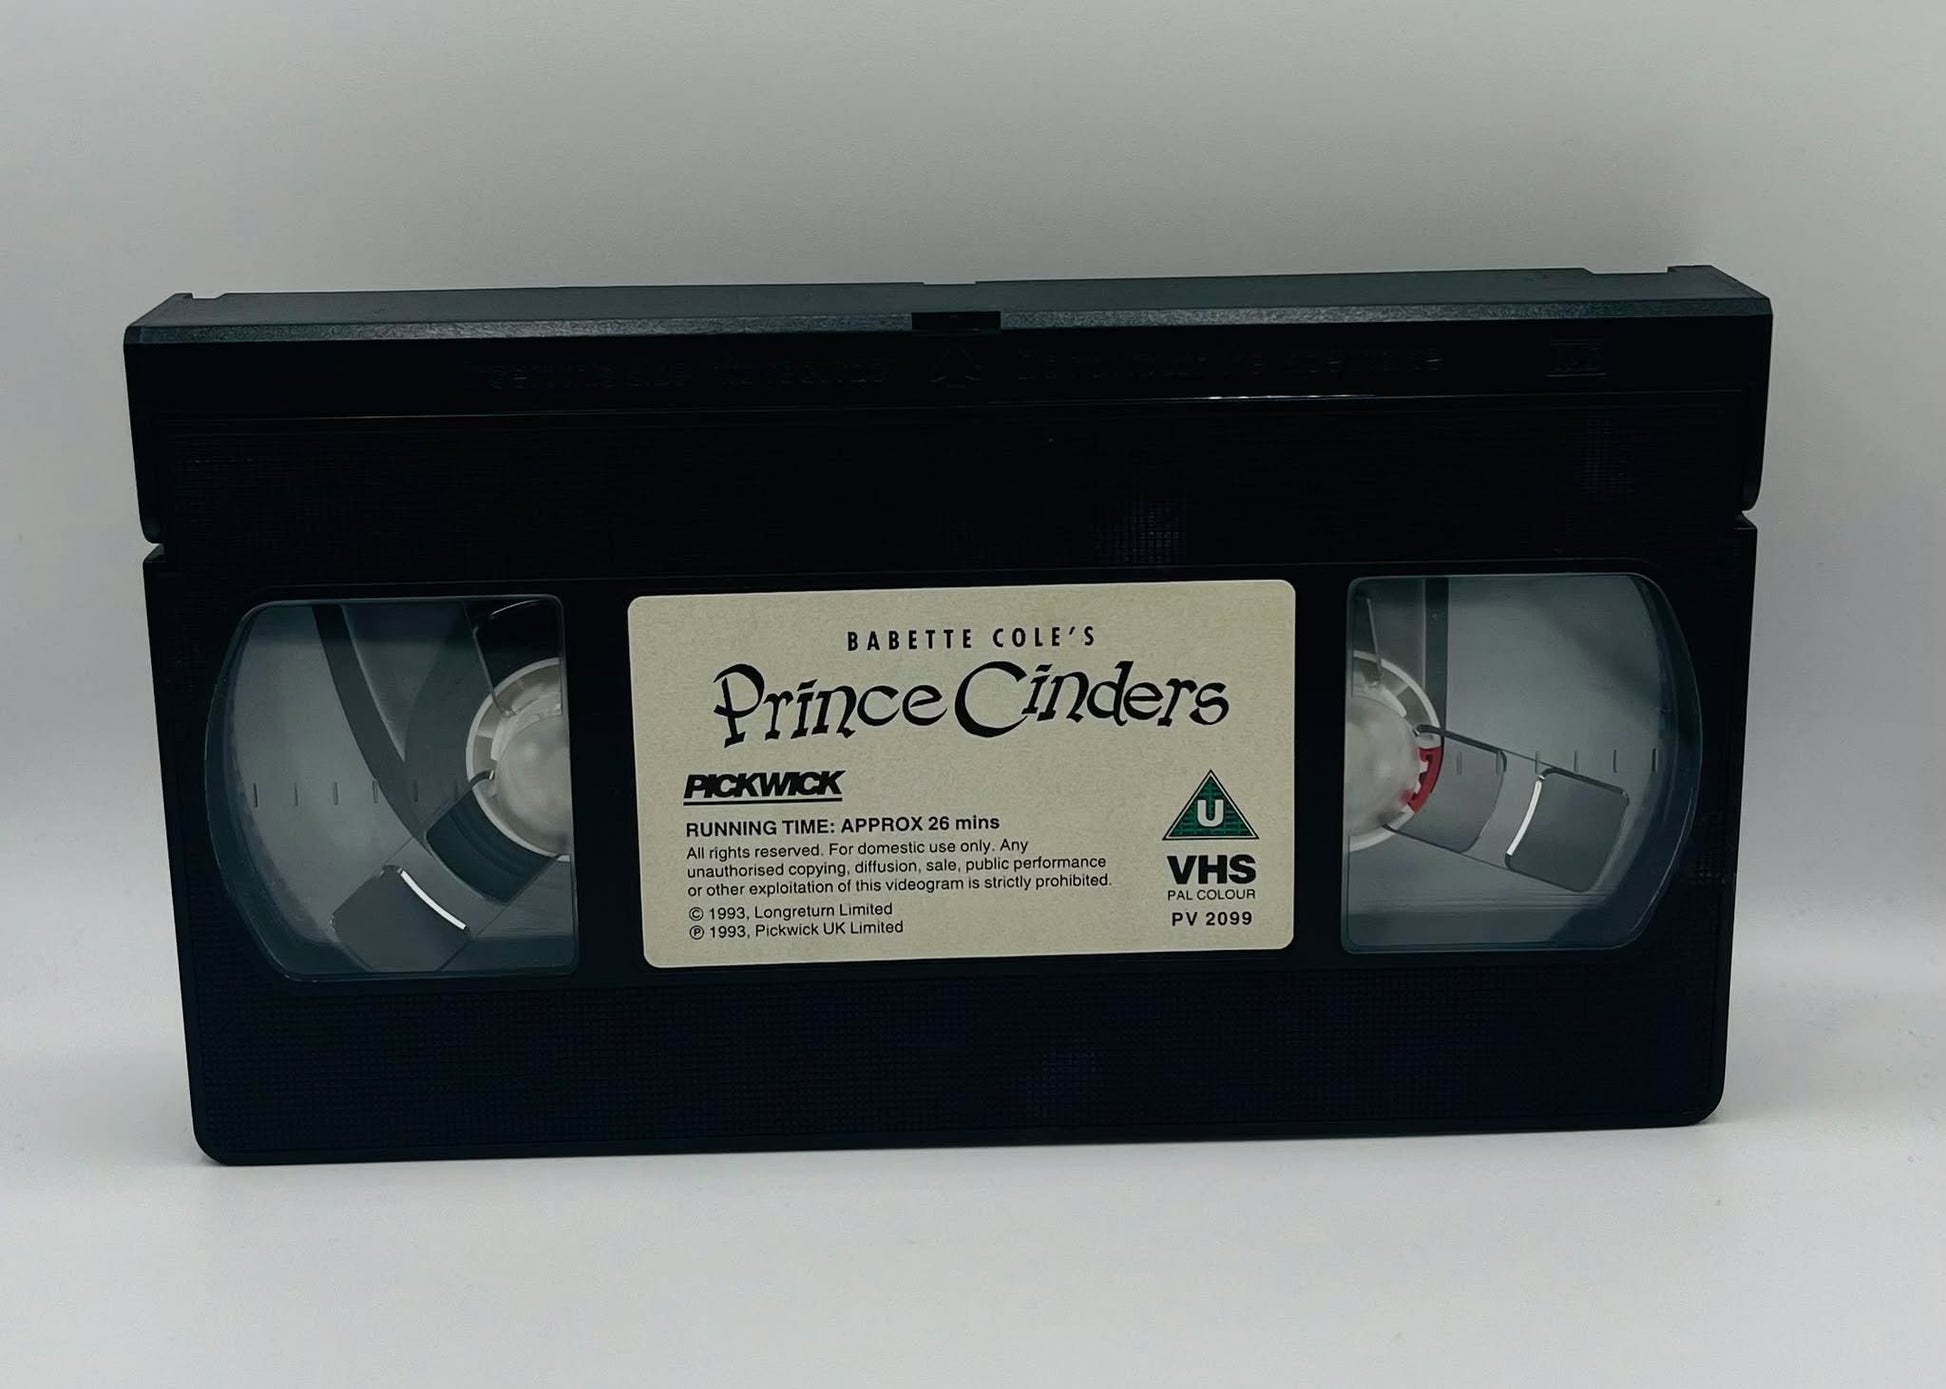 BABETTE COLE'S
Prince Cinders
PICKWICK
RUNNING TIME: APPROX 26 mins
All rights reserved. For domestic use only. Any
unauthorised copying, diffusion, sale, public performance
or other exploitation of this videogram is strictly prohibited.
© 1993, Longreturn Limited
℗ 1993, Pickwick UK Limited
U
VHS
PAL COLOUR
PV 2099